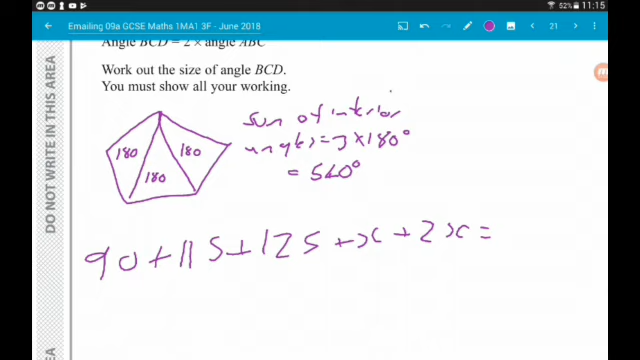 11:15
62%
Emailing 09a GCSE Maths 1MA1 3F - June 2018
21
Angle BCD = 2 × angle ABC
Work out the size of angle BCD.
You must show all your working.
DO NOT WRITE IN THIS AREA
180
180
180
Sum of interior
angles = 3 × 180°
= 540°
90 + 115 + 125 + x + 2x =
AREA